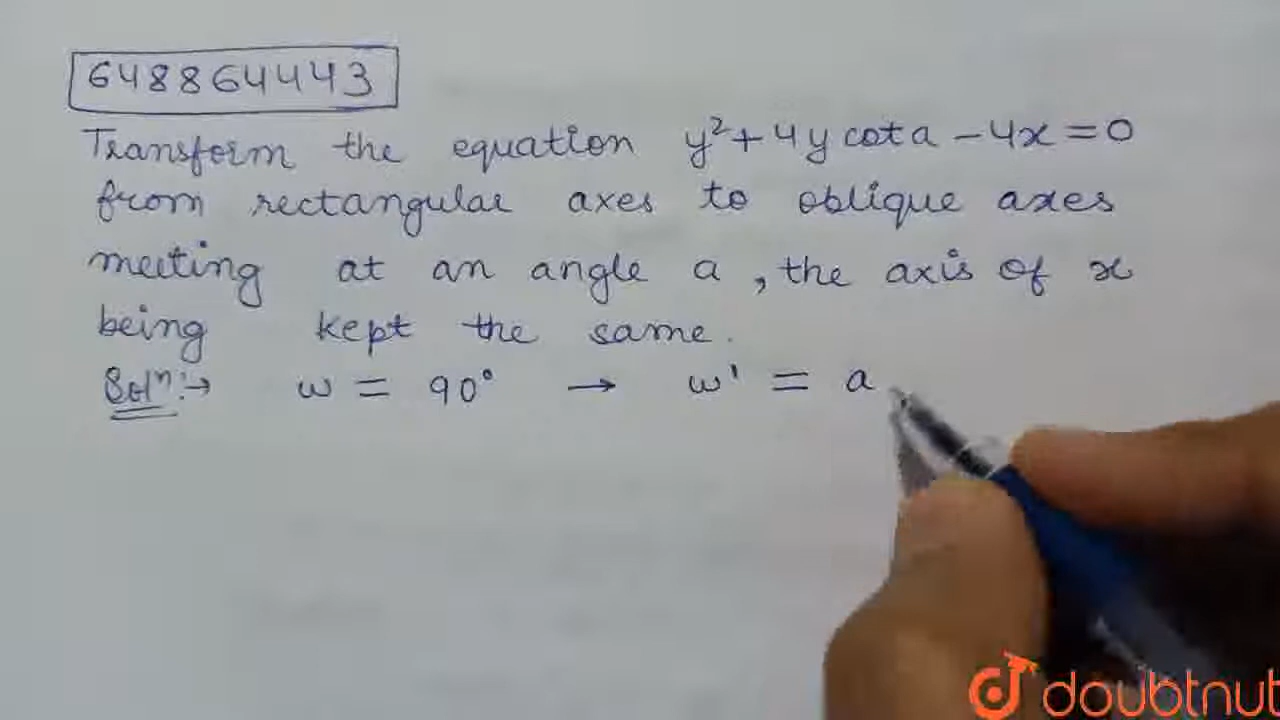 648864443
Transform the equation y²+4y cot a -4x=0
from rectangular axes to oblique axes
meeting at an angle a, the axis of x
being kept the same.
Solⁿ:→ w = 90° → w' = a
doubtnut